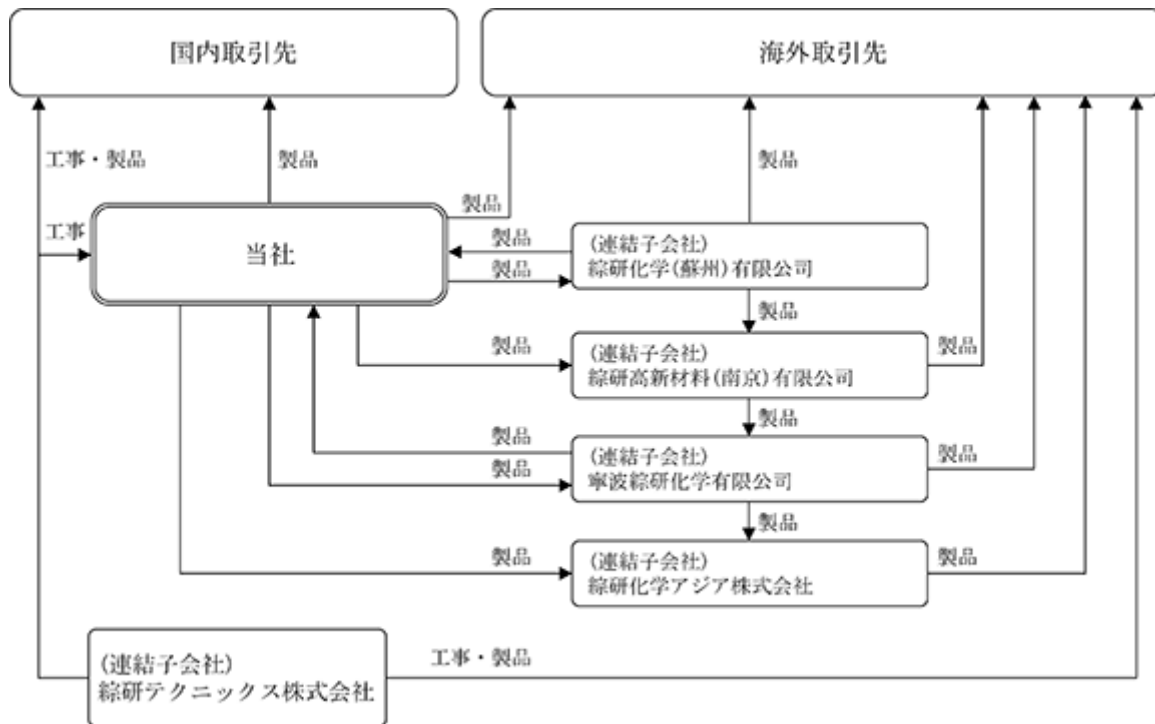 国内取引先
海外取引先
工事・製品
製品
製品
製品
工事
当社
製品
製品
(連結子会社)
綜研化学(蘇州)有限公司
製品
製品
(連結子会社)
綜研高新材料(南京)有限公司
製品
製品
製品
製品
(連結子会社)
寧波綜研化学有限公司
製品
製品
製品
(連結子会社)
綜研化学アジア株式会社
製品
(連結子会社)
綜研テクニックス株式会社
工事・製品